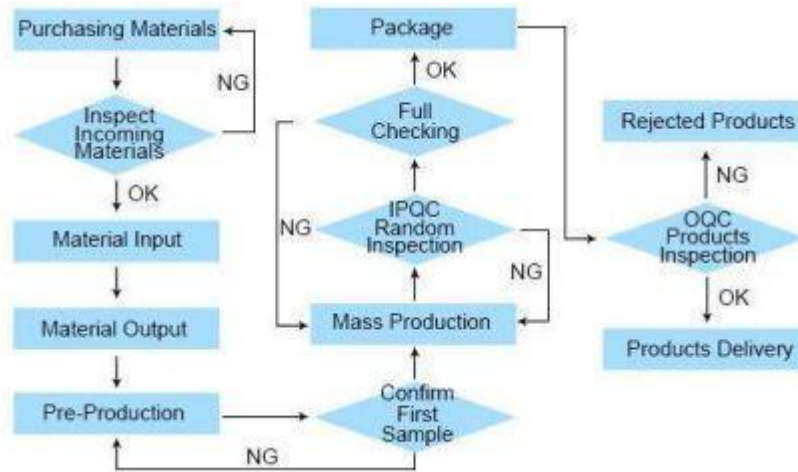 Purchasing Materials
NG
Inspect
Incoming
Materials
OK
Material Input
Material Output
Pre-Production
NG
Confirm
First
Sample
Mass Production
NG
IPQC
Random
Inspection
NG
Full
Checking
OK
Package
Rejected Products
NG
OQC
Products
Inspection
OK
Products Delivery